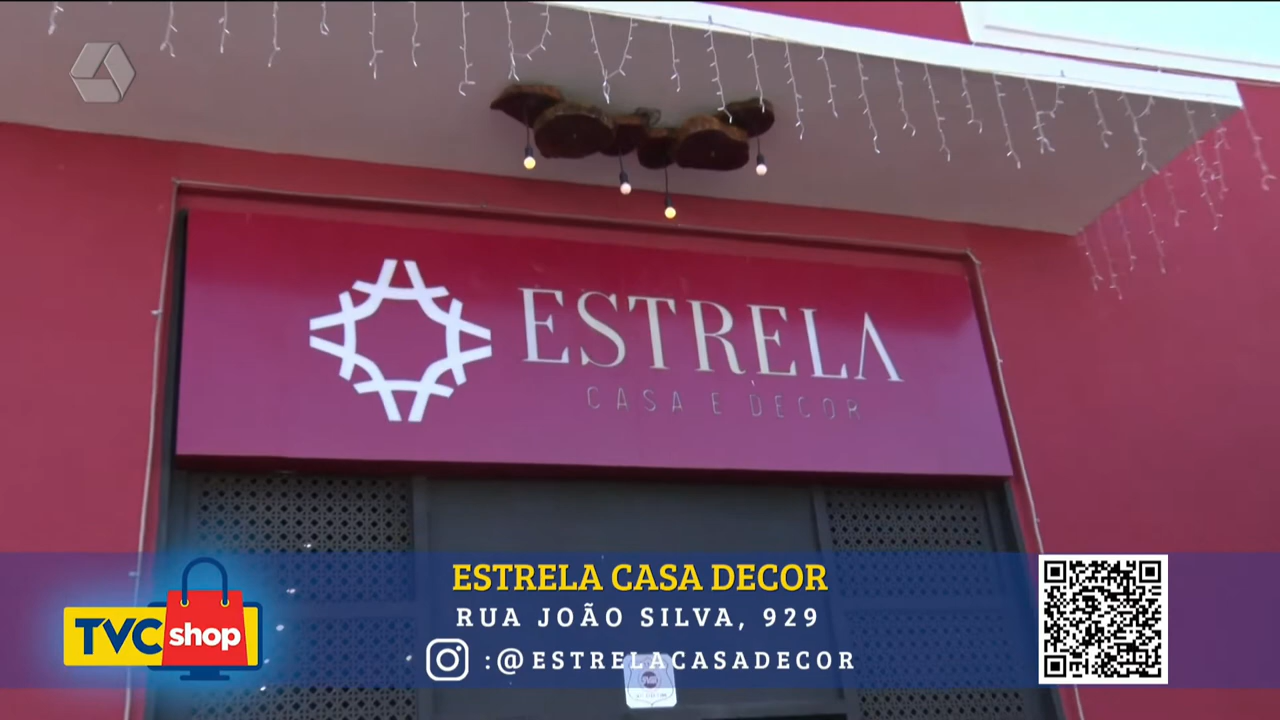 ESTRELA
CASA E DECOR
ESTRELA CASA DECOR
RUA JOÃO SILVA, 929
:@ESTRELACASADECOR
TVC shop